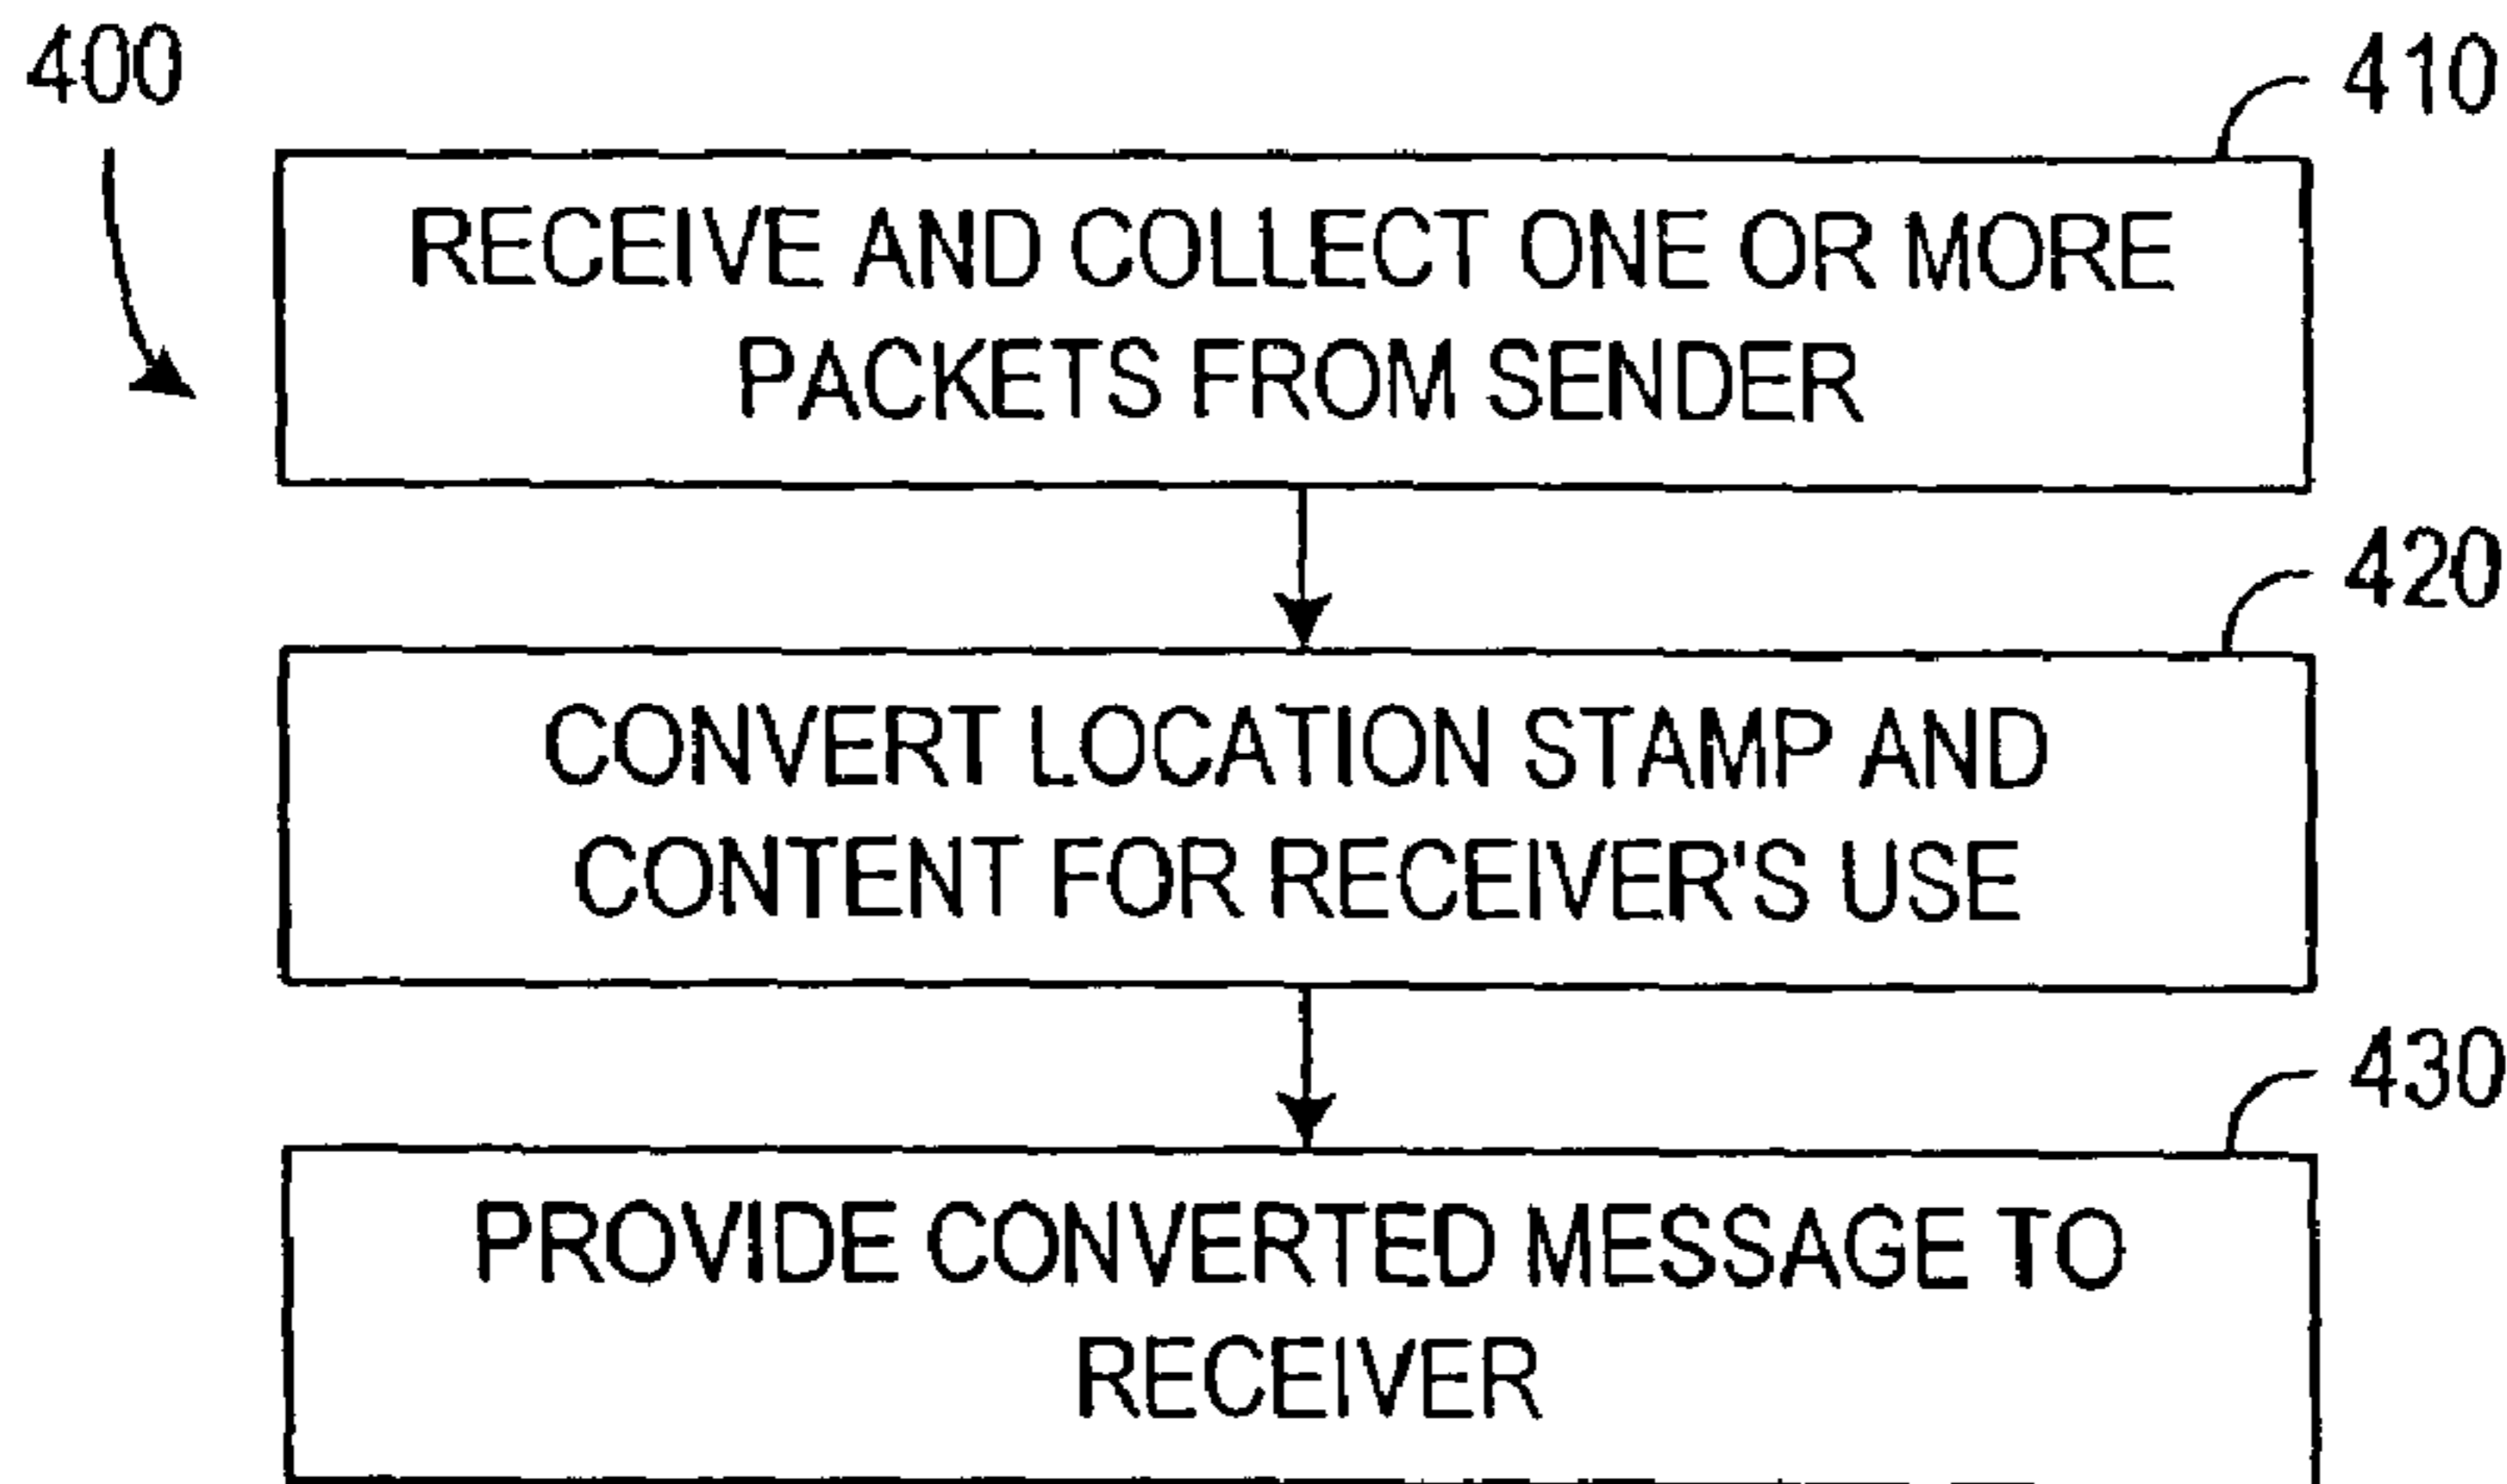 400
410
RECEIVE AND COLLECT ONE OR MORE
PACKETS FROM SENDER
420
CONVERT LOCATION STAMP AND
CONTENT FOR RECEIVER'S USE
430
PROVIDE CONVERTED MESSAGE TO
RECEIVER